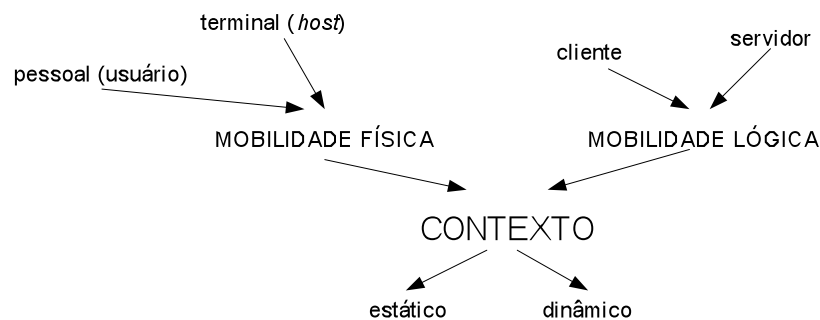 terminal (host)
pessoal (usuário)
cliente
servidor
MOBILIDADE FÍSICA
MOBILIDADE LÓGICA
CONTEXTO
estático
dinâmico